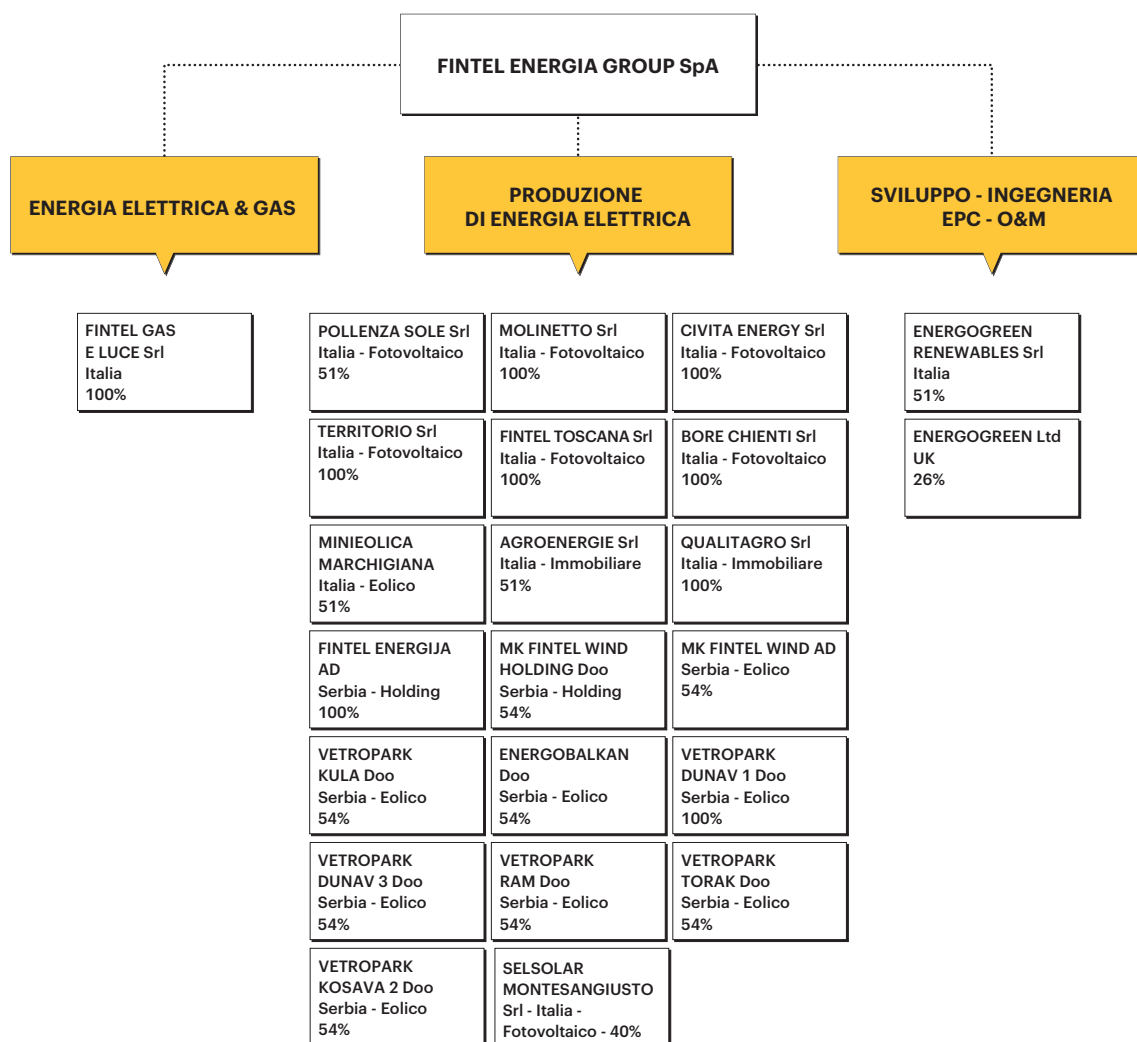 FINTEL ENERGIA GROUP SpA
ENERGIA ELETTRICA & GAS
PRODUZIONE
DI ENERGIA ELETTRICA
SVILUPPO - INGEGNERIA
EPC - O&M
FINTEL GAS
E LUCE Srl
Italia
100%
POLLENZA SOLE Srl
Italia - Fotovoltaico
51%
MOLINETTO Srl
Italia - Fotovoltaico
100%
CIVITA ENERGY Srl
Italia - Fotovoltaico
100%
TERRITORIO Srl
Italia - Fotovoltaico
100%
FINTEL TOSCANA Srl
Italia - Fotovoltaico
100%
BORE CHIENTI Srl
Italia - Fotovoltaico
100%
MINIEOLICA
MARCHIGIANA
Italia - Eolico
51%
AGROENERGIE Srl
Italia - Immobiliare
51%
QUALITAGRO Srl
Italia - Immobiliare
100%
FINTEL ENERGIJA
AD
Serbia - Holding
100%
MK FINTEL WIND
HOLDING Doo
Serbia - Holding
54%
MK FINTEL WIND AD
Serbia - Eolico
54%
VETROPARK
KULA Doo
Serbia - Eolico
54%
ENERGOBALKAN
Doo
Serbia - Eolico
54%
VETROPARK
DUNAV 1 Doo
Serbia - Eolico
100%
VETROPARK
DUNAV 3 Doo
Serbia - Eolico
54%
VETROPARK
RAM Doo
Serbia - Eolico
54%
VETROPARK
TORAK Doo
Serbia - Eolico
54%
VETROPARK
KOSAVA 2 Doo
Serbia - Eolico
54%
SELSOLAR
MONTESANGIUSTO
Srl - Italia -
Fotovoltaico - 40%
ENERGOGREEN
RENEWABLES Srl
Italia
51%
ENERGOGREEN Ltd
UK
26%